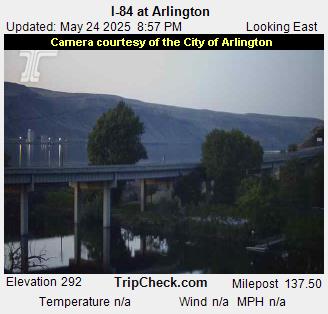 I-84 at Arlington
Updated: May 24 2025 8:57 PM Looking East
Camera courtesy of the City of Arlington
Elevation 292 TripCheck.com Milepost 137.50
Temperature n/a Wind n/a MPH n/a